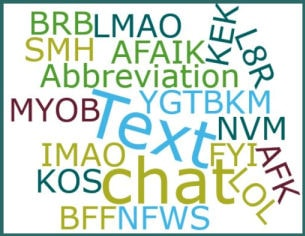 BRB
LMAO
KEK
L8R
SMH
AFAIK
Abbreviation
MYOB
Text
YGTBKM
NVM
IMAO
chat
FYI
AFK
KOS
LOL
BFF
NFWS